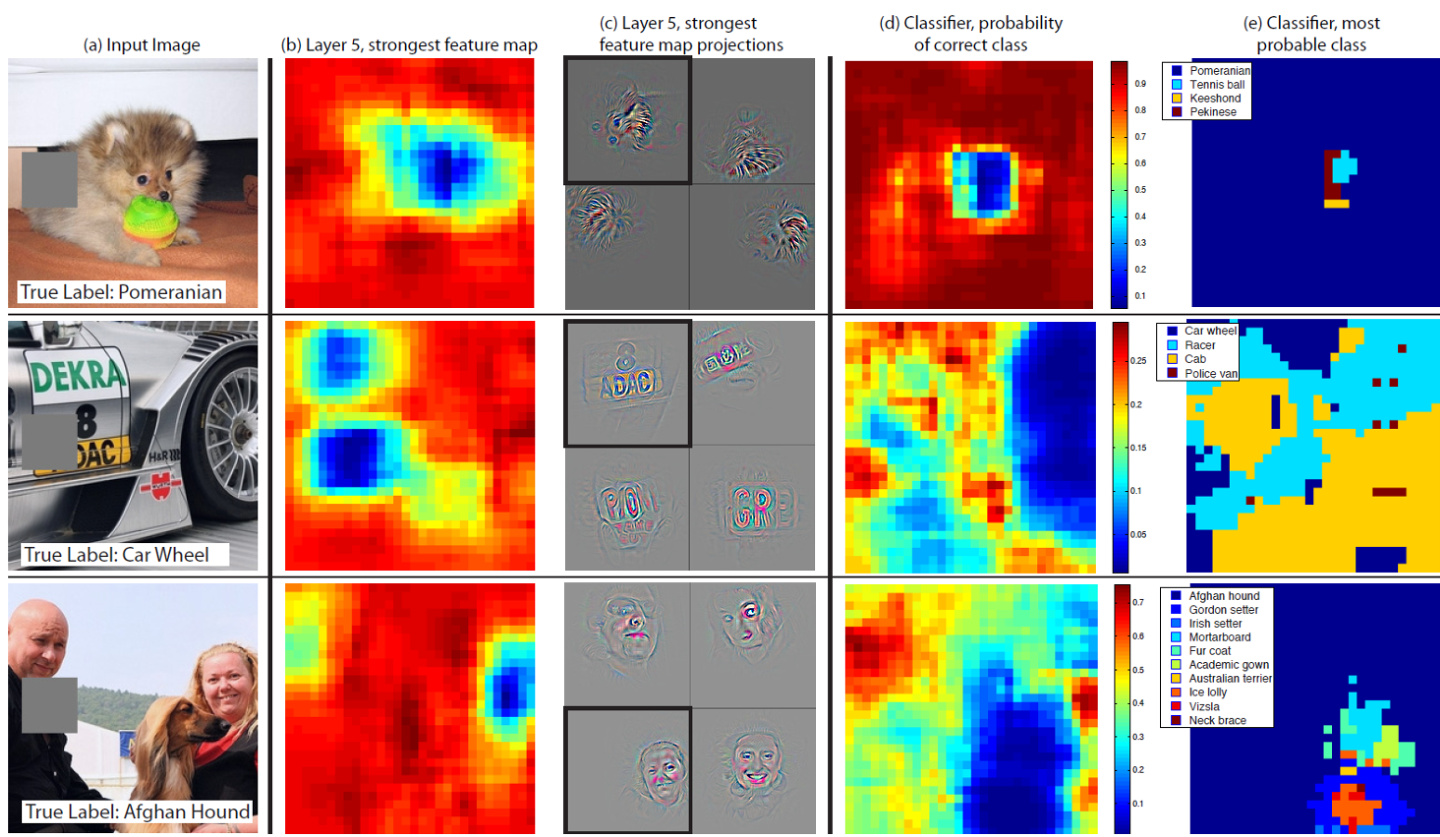 (a) Input Image
(b) Layer 5, strongest feature map
(c) Layer 5, strongest
feature map projections
(d) Classifier, probability
of correct class
(e) Classifier, most
probable class
True Label: Pomeranian
0.9
0.8
0.7
0.6
0.5
0.4
0.3
0.2
0.1
Pomeranian
Tennis ball
Keeshond
Pekinese
DEKRA
8
ADAC
H&R
True Label: Car Wheel
8
ADAC
PO
GR
0.25
0.2
0.15
0.1
0.05
Car wheel
Racer
Cab
Police van
True Label: Afghan Hound
0.7
0.6
0.5
0.4
0.3
0.2
0.1
Afghan hound
Gordon setter
Irish setter
Mortarboard
Fur coat
Academic gown
Australian terrier
Ice lolly
Vizsla
Neck brace